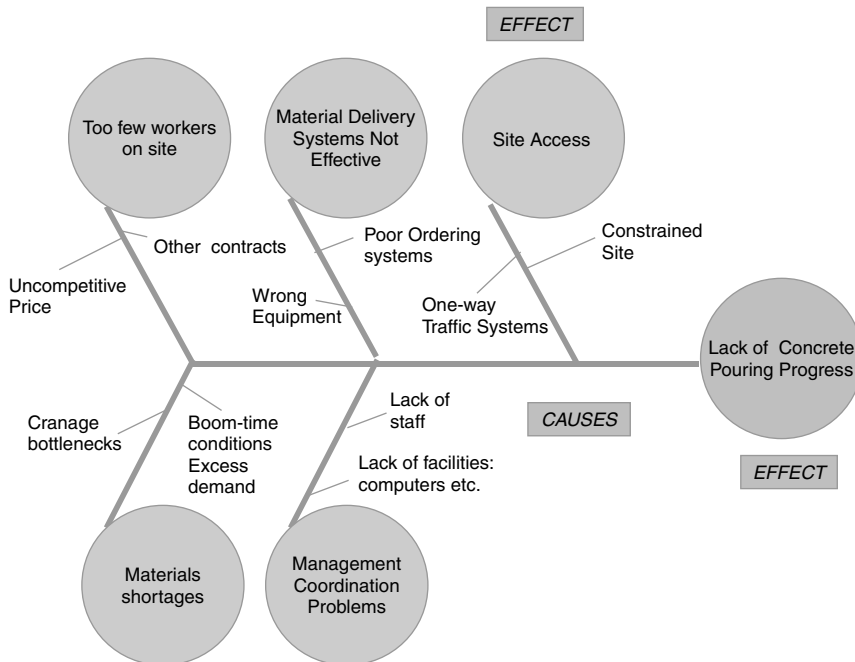 EFFECT
Too few workers
on site
Material Delivery
Systems Not
Effective
Site Access
Other contracts
Uncompetitive
Price
Poor Ordering
systems
Wrong
Equipment
Constrained
Site
One-way
Traffic Systems
Lack of Concrete
Pouring Progress
Cranage
bottlenecks
Boom-time
conditions
Excess
demand
Lack of
staff
Lack of facilities:
computers etc.
CAUSES
EFFECT
Materials
shortages
Management
Coordination
Problems